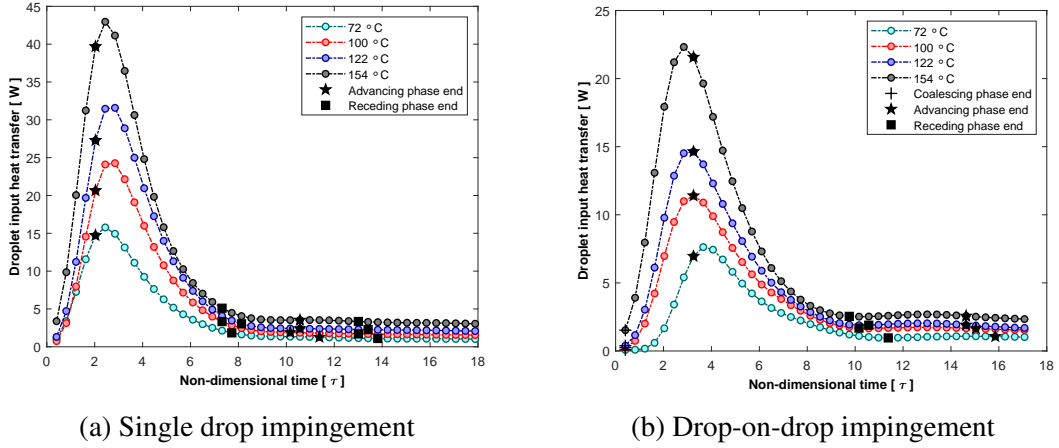 45
40
35
30
25
20
15
10
5
0
Droplet input heat transfer [ W ]
0 2 4 6 8 10 12 14 16 18
Non-dimensional time [ τ ]
72 °C
100 °C
122 °C
154 °C
Advancing phase end
Receding phase end
(a) Single drop impingement
25
20
15
10
5
0
Droplet input heat transfer [ W ]
0 2 4 6 8 10 12 14 16 18
Non-dimensional time [ τ ]
72 °C
100 °C
122 °C
154 °C
Coalescing phase end
Advancing phase end
Receding phase end
(b) Drop-on-drop impingement